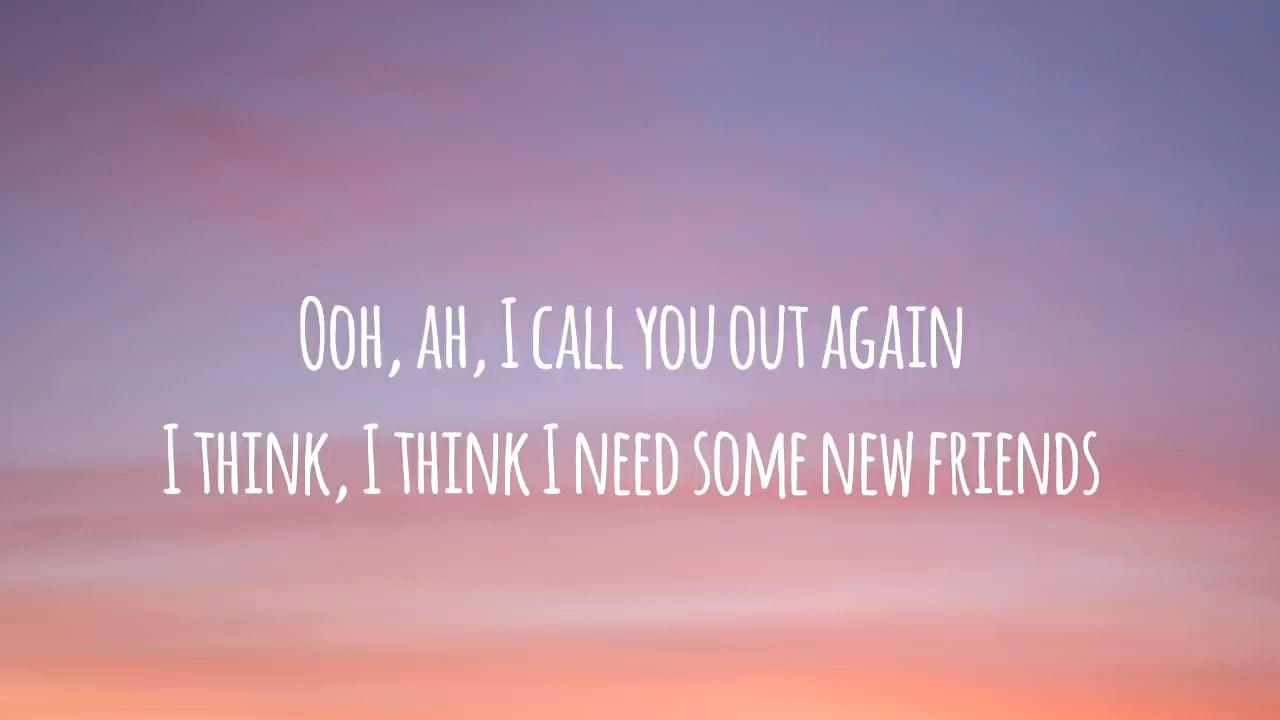 Ooh, ah, I call you out again
I think, I think I need some new friends